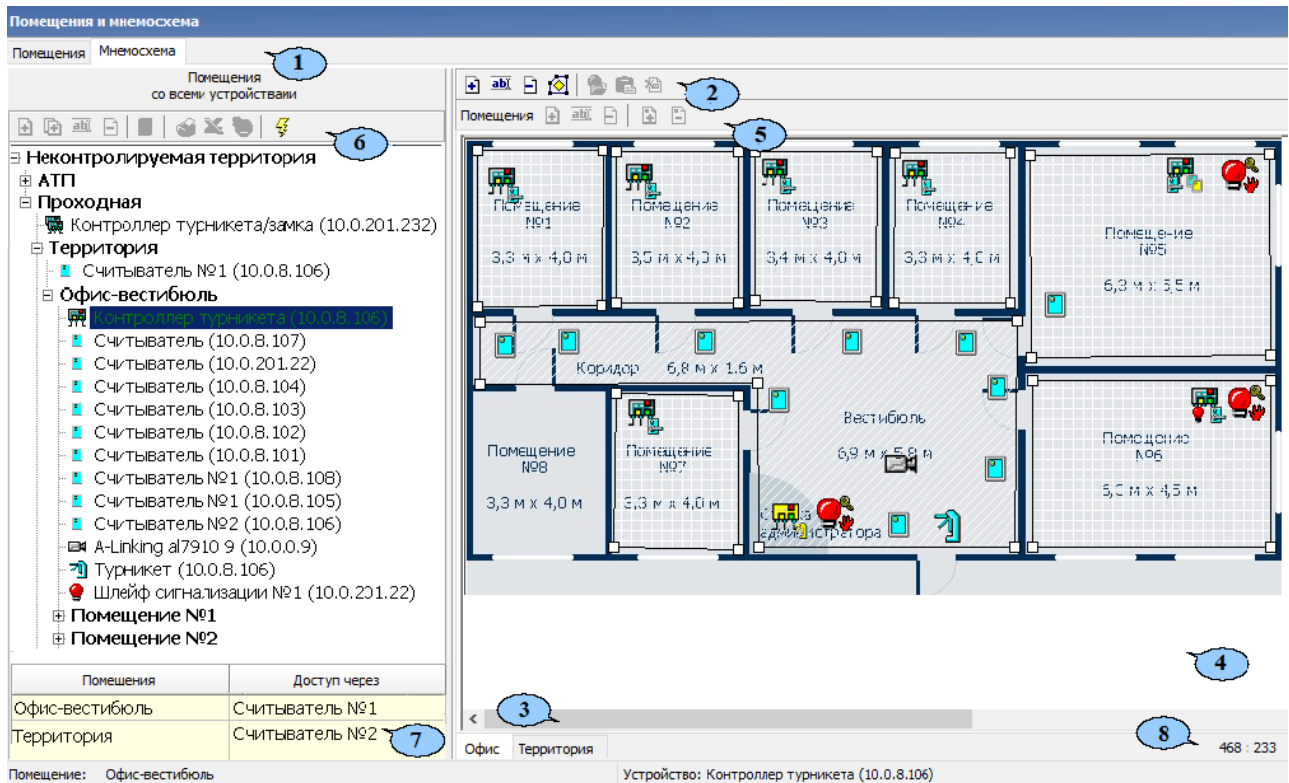 Помещения и мнемосхема
Помещения Мнемосхема
1
Помещения
со всеми устройствами
6
Неконтролируемая территория
АТП
Проходная
Контроллер турникета/замка (10.0.201.232)
Территория
Считыватель №1 (10.0.8.106)
Офис-вестибюль
Контроллер турникета (10.0.8.106)
Считыватель (10.0.8.107)
Считыватель (10.0.201.22)
Считыватель (10.0.8.104)
Считыватель (10.0.8.103)
Считыватель (10.0.8.102)
Считыватель (10.0.8.101)
Считыватель №1 (10.0.8.108)
Считыватель №1 (10.0.8.105)
Считыватель №2 (10.0.8.106)
A-Linking al7910 9 (10.0.0.9)
Турникет (10.0.8.106)
Шлейф сигнализации №1 (10.0.201.22)
Помещение №1
Помещение №2
Помещения Доступ через
Офис-вестибюль Считыватель №1
Территория Считыватель №2
7
abI
2
Помещения
abI
5
Помещение
№1
3,3 м x 4,0 м
Помещение
№2
3,5 м x 4,0 м
Помещение
№3
3,4 м x 4,0 м
Помещение
№4
3,3 м x 4,0 м
Помещение
№5
6,3 м x 5,5 м
Коридор 6,8 м x 1.6 м
Вестибюль
6,9 м x 5,8 м
Помещение
№8
3,3 м x 4,0 м
Помещение
№7
3,3 м x 4,0 м
администратора
Помещение
№6
4
3
8
Офис Территория
468 : 233
Помещение: Офис-вестибюль
Устройство: Контроллер турникета (10.0.8.106)